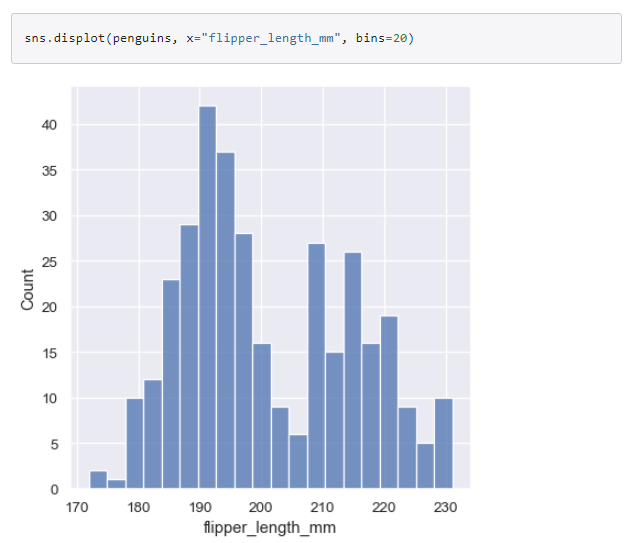 sns.displot(penguins, x="flipper_length_mm", bins=20)
40
35
30
25
20
15
10
5
0
Count
170 180 190 200 210 220 230
flipper_length_mm